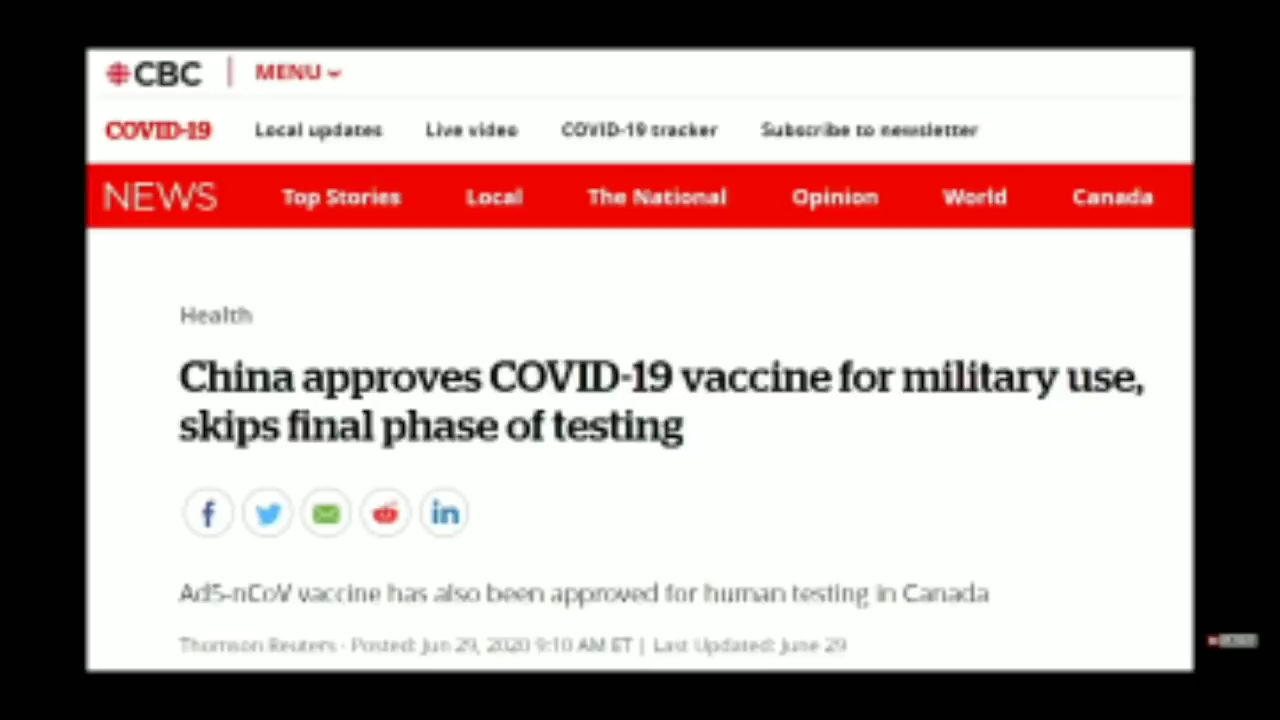 CBC MENU
COVID-19 Local updates Live video COVID-19 tracker Subscribe to newsletter
NEWS Top Stories Local The National Opinion World Canada
Health
China approves COVID-19 vaccine for military use,
skips final phase of testing
f in
Ad5-nCoV vaccine has also been approved for human testing in Canada
Thomson Reuters · Posted: Jun 29, 2020 9:10 AM ET | Last Updated: June 29